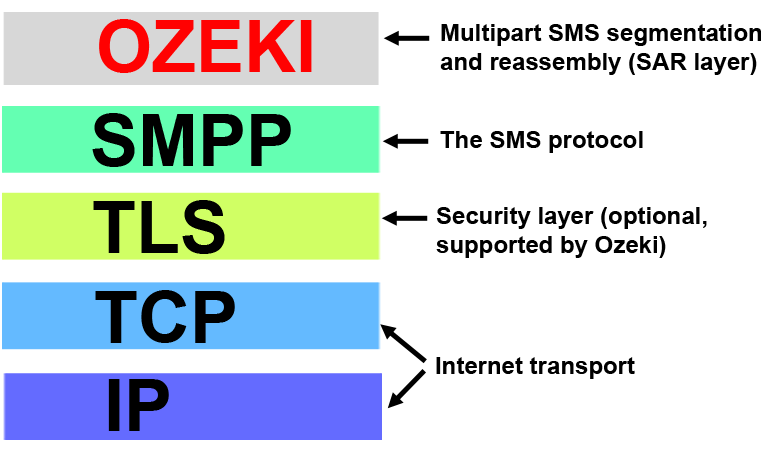 OZEKI
Multipart SMS segmentation
and reassembly (SAR layer)
SMPP
The SMS protocol
TLS
Security layer (optional,
supported by Ozeki)
TCP
Internet transport
IP